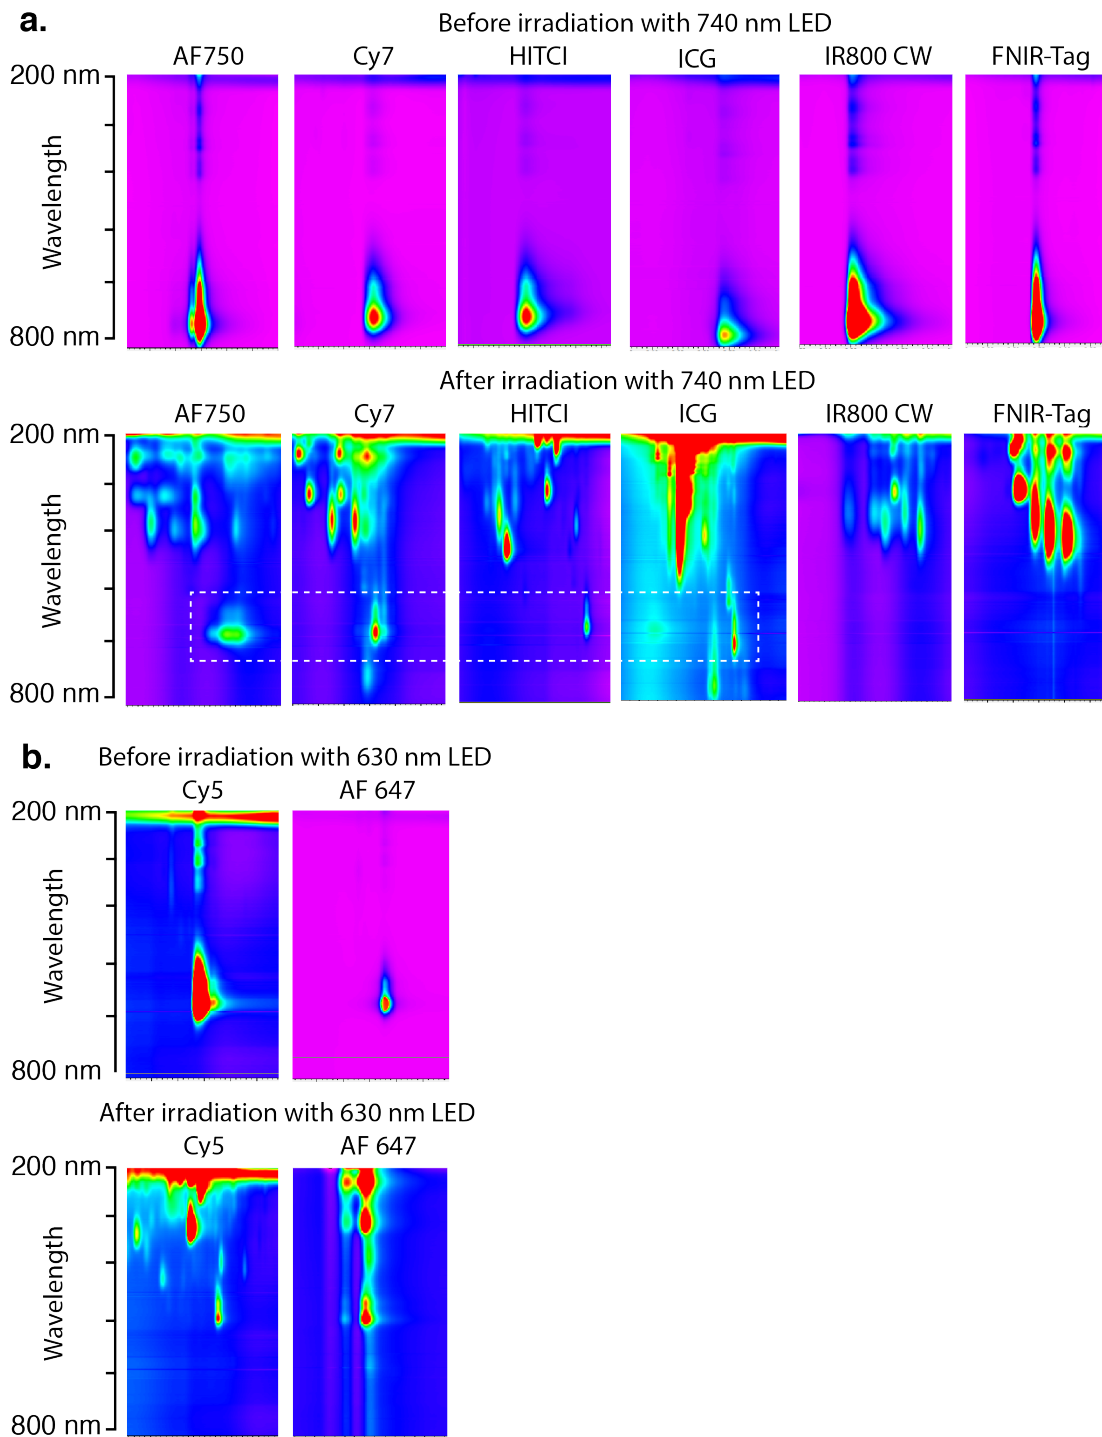 a.
Before irradiation with 740 nm LED
AF750 Cy7 HITCI ICG IR800 CW FNIR-Tag
200 nm
Wavelength
800 nm
After irradiation with 740 nm LED
AF750 Cy7 HITCI ICG IR800 CW FNIR-Tag
200 nm
Wavelength
800 nm
b.
Before irradiation with 630 nm LED
Cy5 AF 647
200 nm
Wavelength
800 nm
After irradiation with 630 nm LED
Cy5 AF 647
200 nm
Wavelength
800 nm